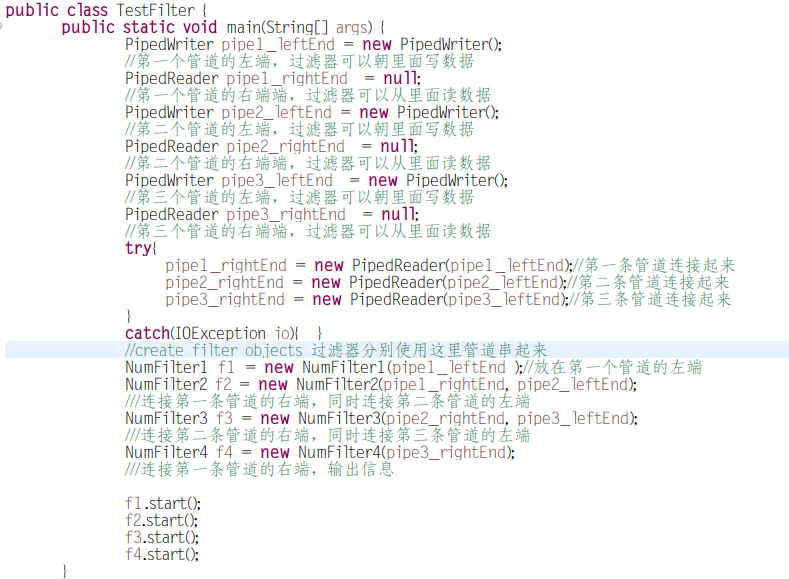 public class TestFilter {
public static void main(String[] args) {
PipedWriter pipe1_leftEnd = new PipedWriter();
//第一个管道的左端，过滤器可以朝里面写数据
PipedReader pipe1_rightEnd = null;
//第一个管道的右端端，过滤器可以从里面读数据
PipedWriter pipe2_leftEnd = new PipedWriter();
//第二个管道的左端，过滤器可以朝里面写数据
PipedReader pipe2_rightEnd = null;
//第二个管道的右端端，过滤器可以从里面读数据
PipedWriter pipe3_leftEnd = new PipedWriter();
//第三个管道的左端，过滤器可以朝里面写数据
PipedReader pipe3_rightEnd = null;
//第三个管道的右端端，过滤器可以从里面读数据
try{
pipe1_rightEnd = new PipedReader(pipe1_leftEnd);//第一条管道连接起来
pipe2_rightEnd = new PipedReader(pipe2_leftEnd);//第二条管道连接起来
pipe3_rightEnd = new PipedReader(pipe3_leftEnd);//第三条管道连接起来
}
catch(IOException io){ }
//create filter objects 过滤器分别使用这里管道串起来
NumFilter1 f1 = new NumFilter1(pipe1_leftEnd );//放在第一个管道的左端
NumFilter2 f2 = new NumFilter2(pipe1_rightEnd, pipe2_leftEnd);
///连接第一条管道的右端，同时连接第二条管道的左端
NumFilter3 f3 = new NumFilter3(pipe2_rightEnd, pipe3_leftEnd);
///连接第二条管道的右端，同时连接第三条管道的左端
NumFilter4 f4 = new NumFilter4(pipe3_rightEnd);
///连接第一条管道的右端，输出信息
f1.start();
f2.start();
f3.start();
f4.start();
}